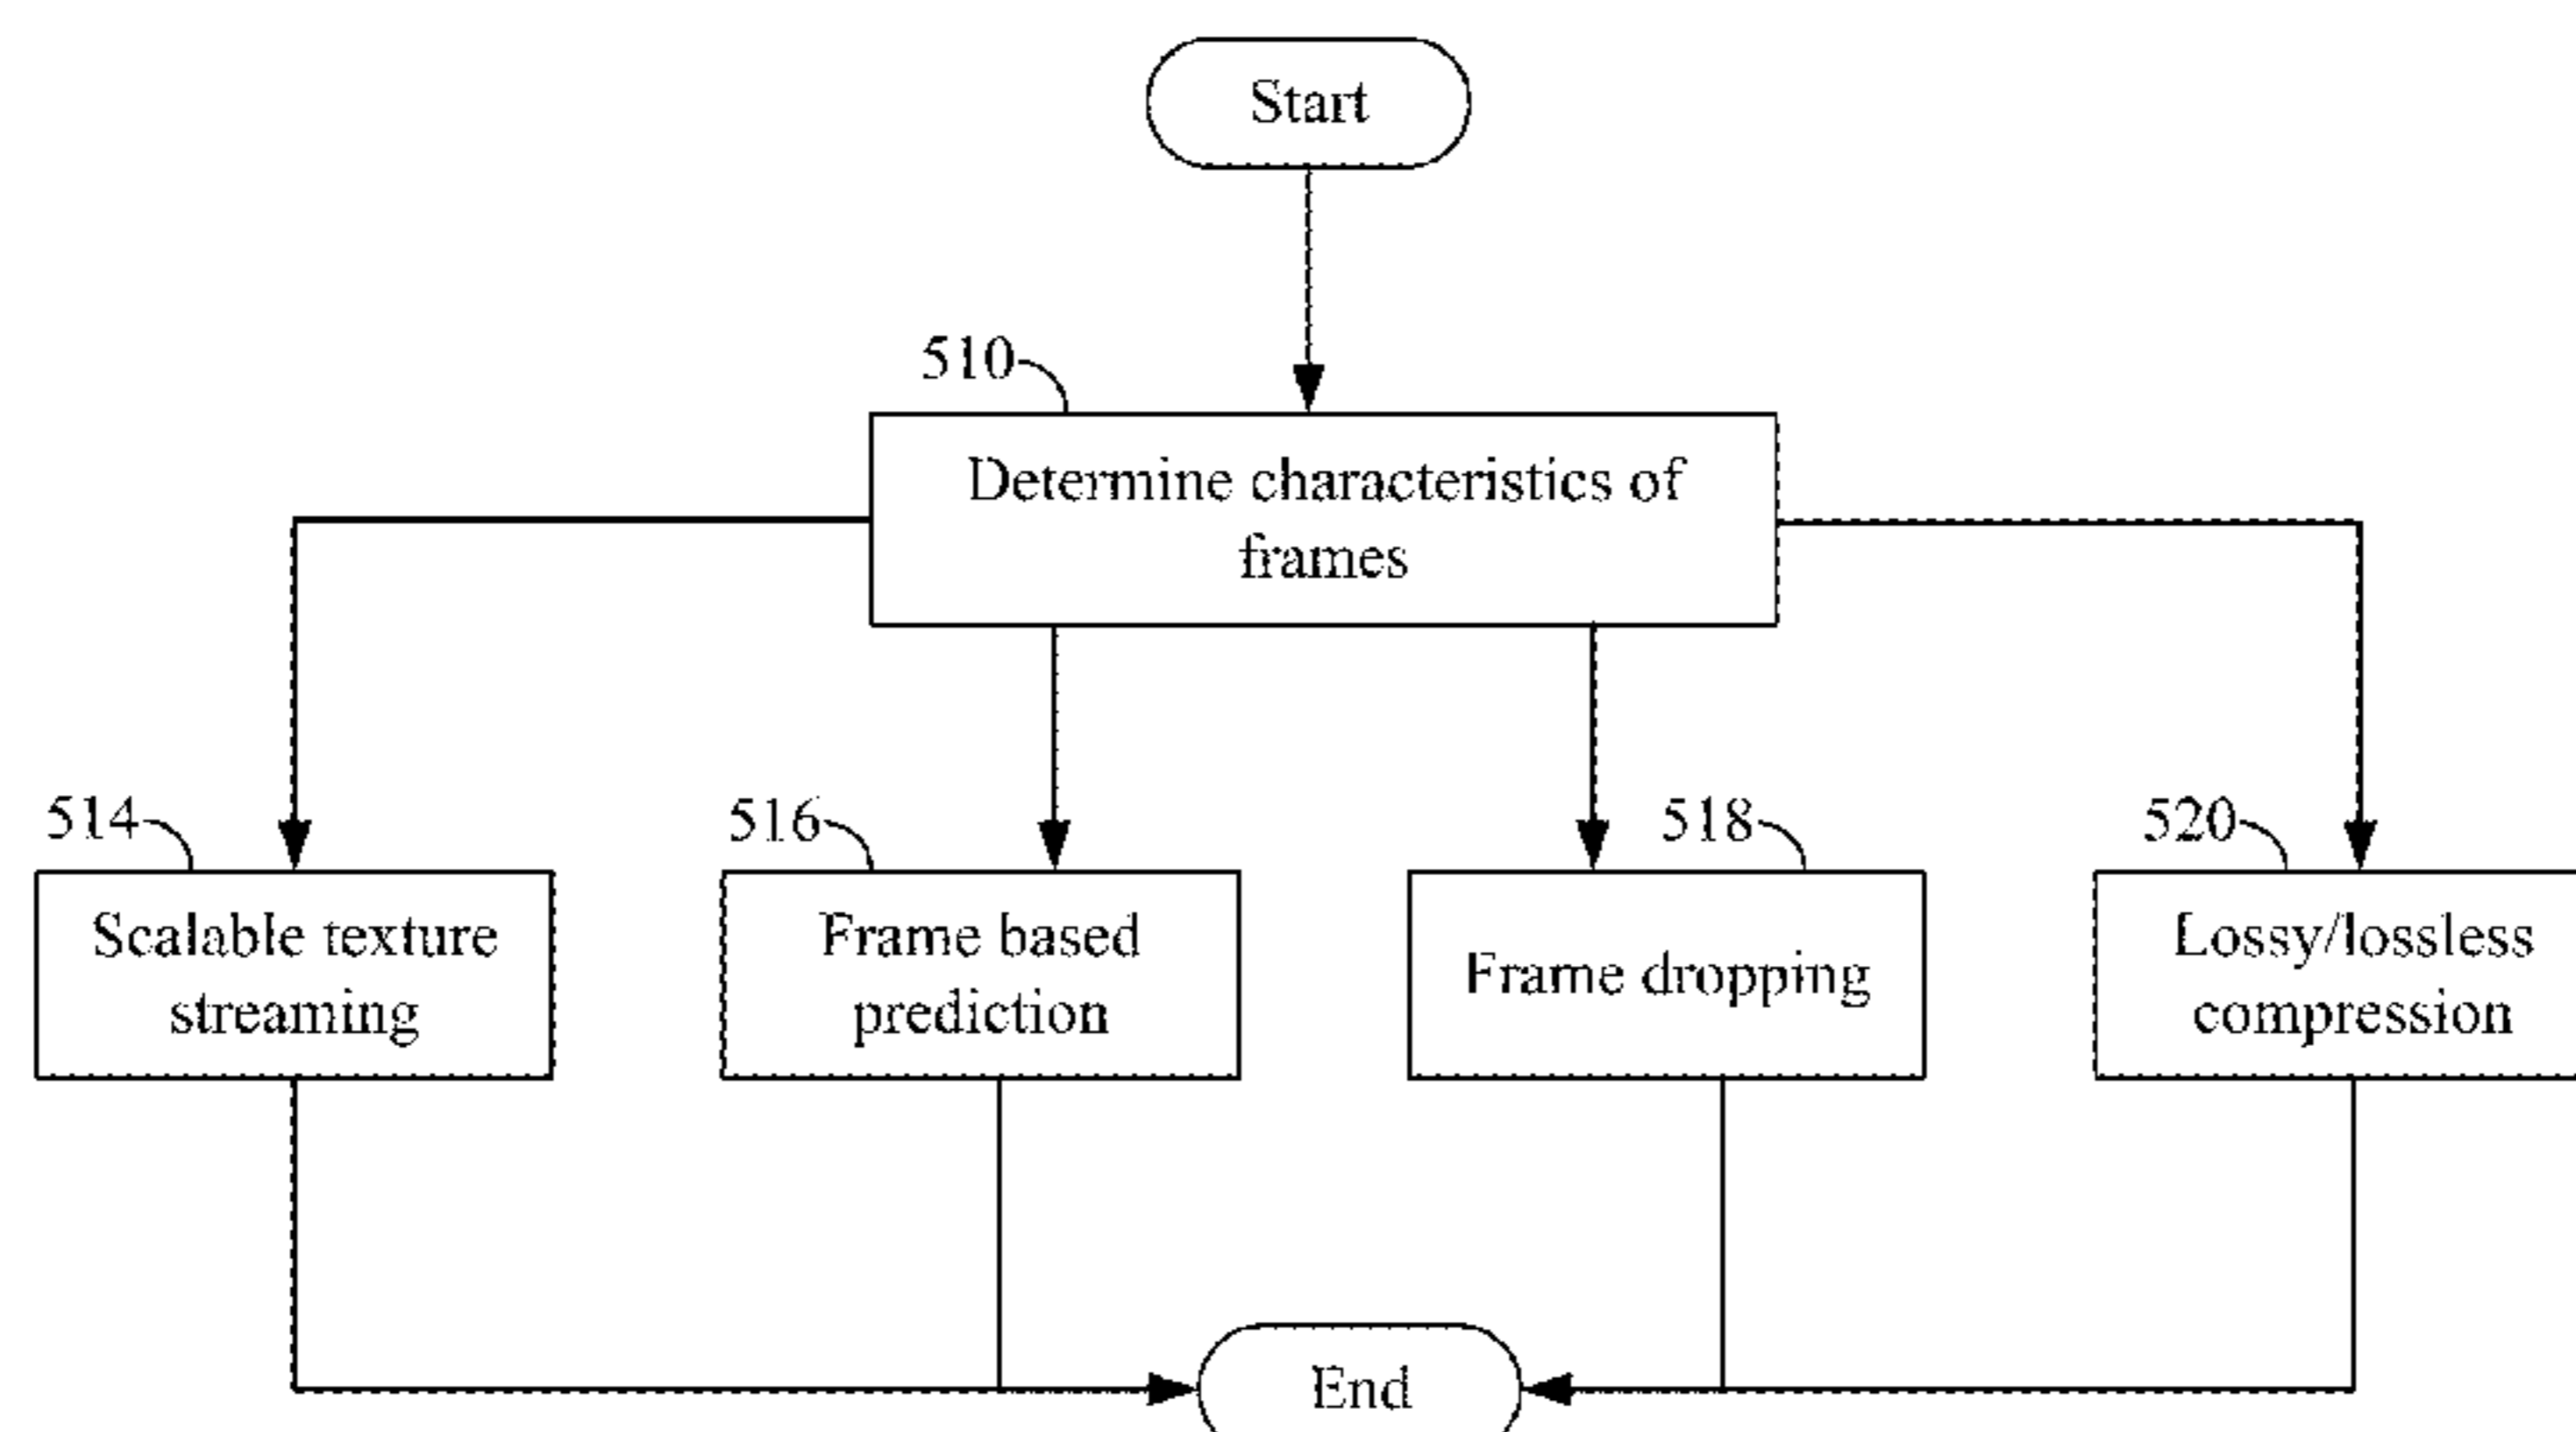 Start
510
Determine characteristics of
frames
514
516
518
520
Scalable texture
streaming
Frame based
prediction
Frame dropping
Lossy/lossless
compression
End